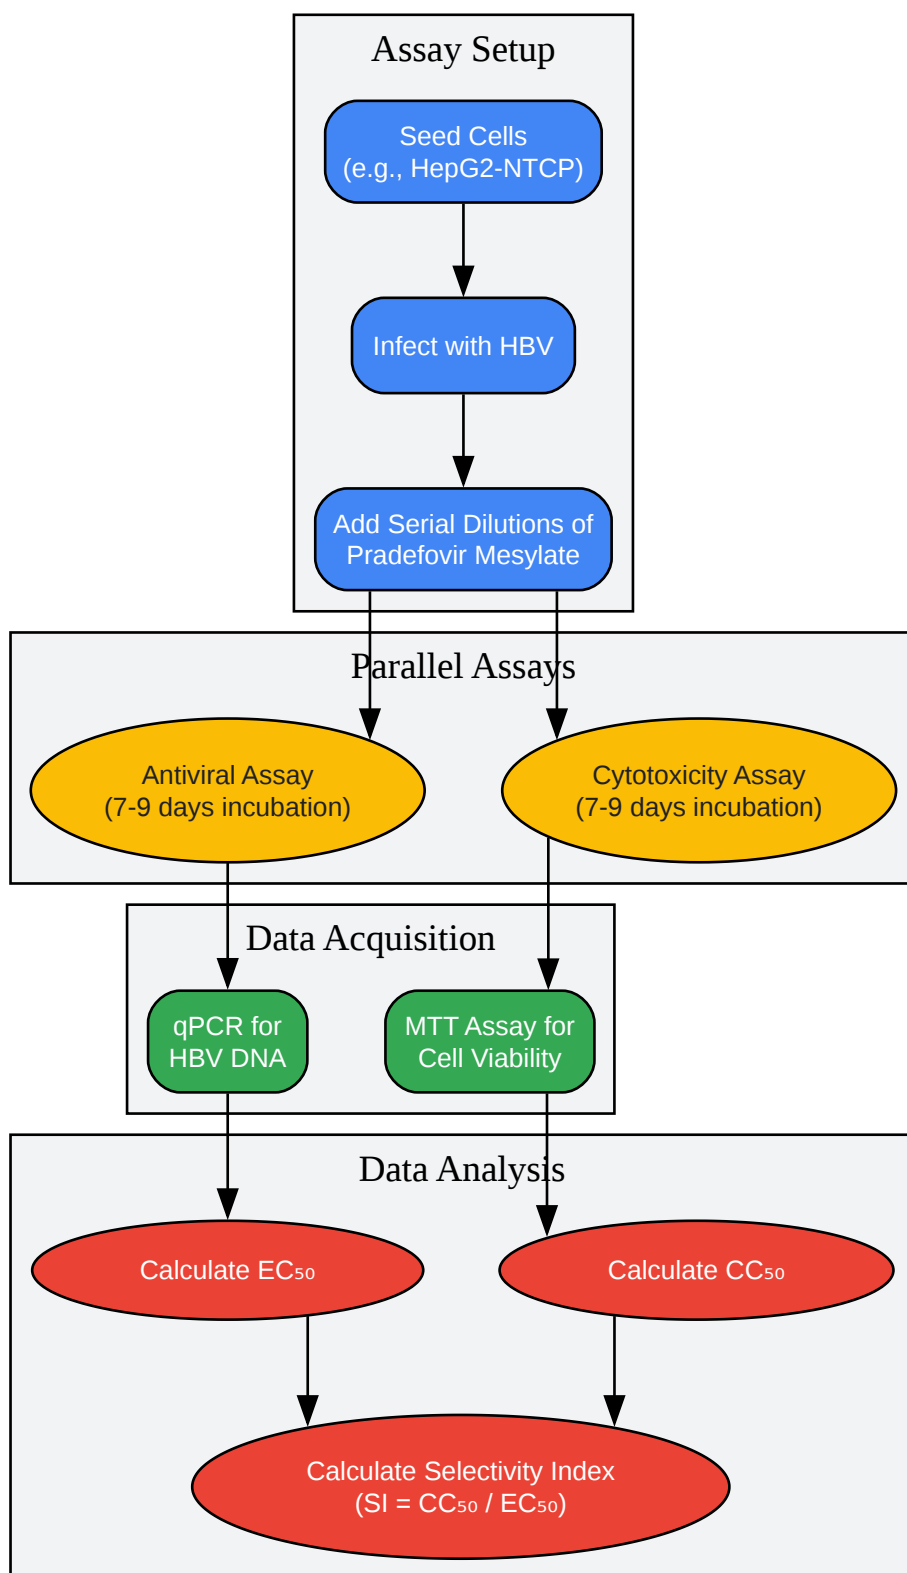 Assay Setup
Seed Cells
(e.g., HepG2-NTCP)
Infect with HBV
Add Serial Dilutions of
Pradefovir Mesylate
Parallel Assays
Antiviral Assay
(7-9 days incubation)
Cytotoxicity Assay
(7-9 days incubation)
Data Acquisition
qPCR for
HBV DNA
MTT Assay for
Cell Viability
Data Analysis
Calculate EC₅₀
Calculate CC₅₀
Calculate Selectivity Index
(SI = CC₅₀ / EC₅₀)